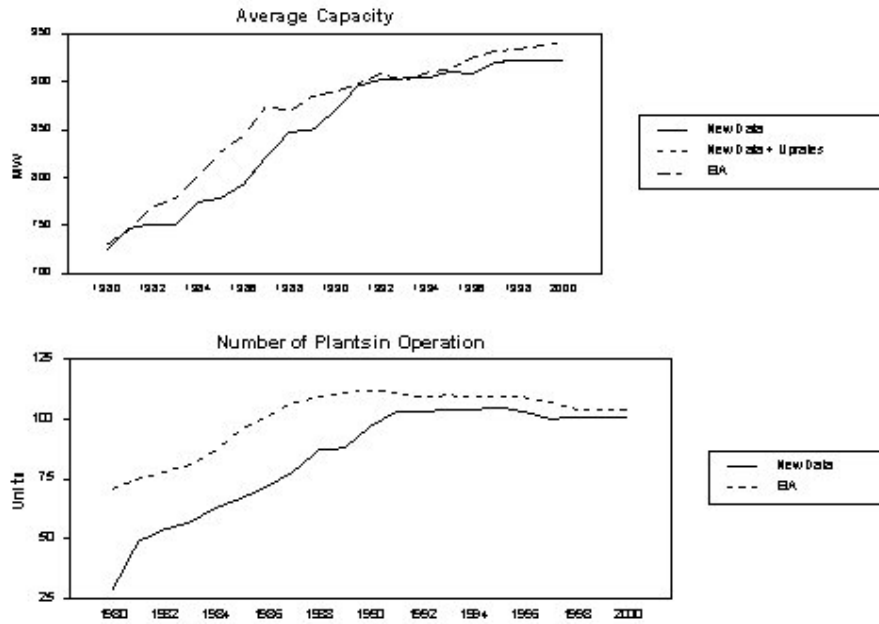 Average Capacity
950
900
850
800
750
700
MW
1980 1982 1984 1986 1988 1990 1992 1994 1996 1998 2000
New Data
New Data + Uprates
EIA
Number of Plants in Operation
125
100
75
50
25
Units
1980 1982 1984 1986 1988 1990 1992 1994 1996 1998 2000
New Data
EIA